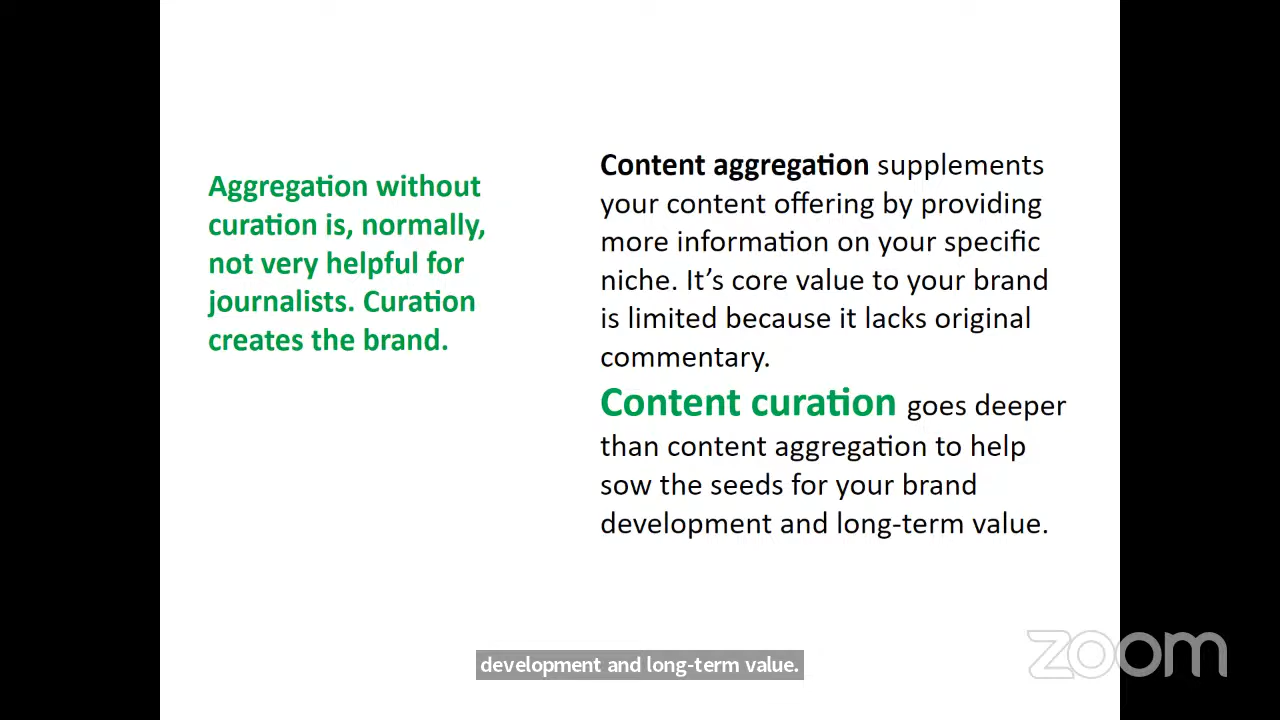 Aggregation without
curation is, normally,
not very helpful for
journalists. Curation
creates the brand.
Content aggregation supplements
your content offering by providing
more information on your specific
niche. It’s core value to your brand
is limited because it lacks original
commentary.
Content curation goes deeper
than content aggregation to help
sow the seeds for your brand
development and long-term value.
development and long-term value.
zoom